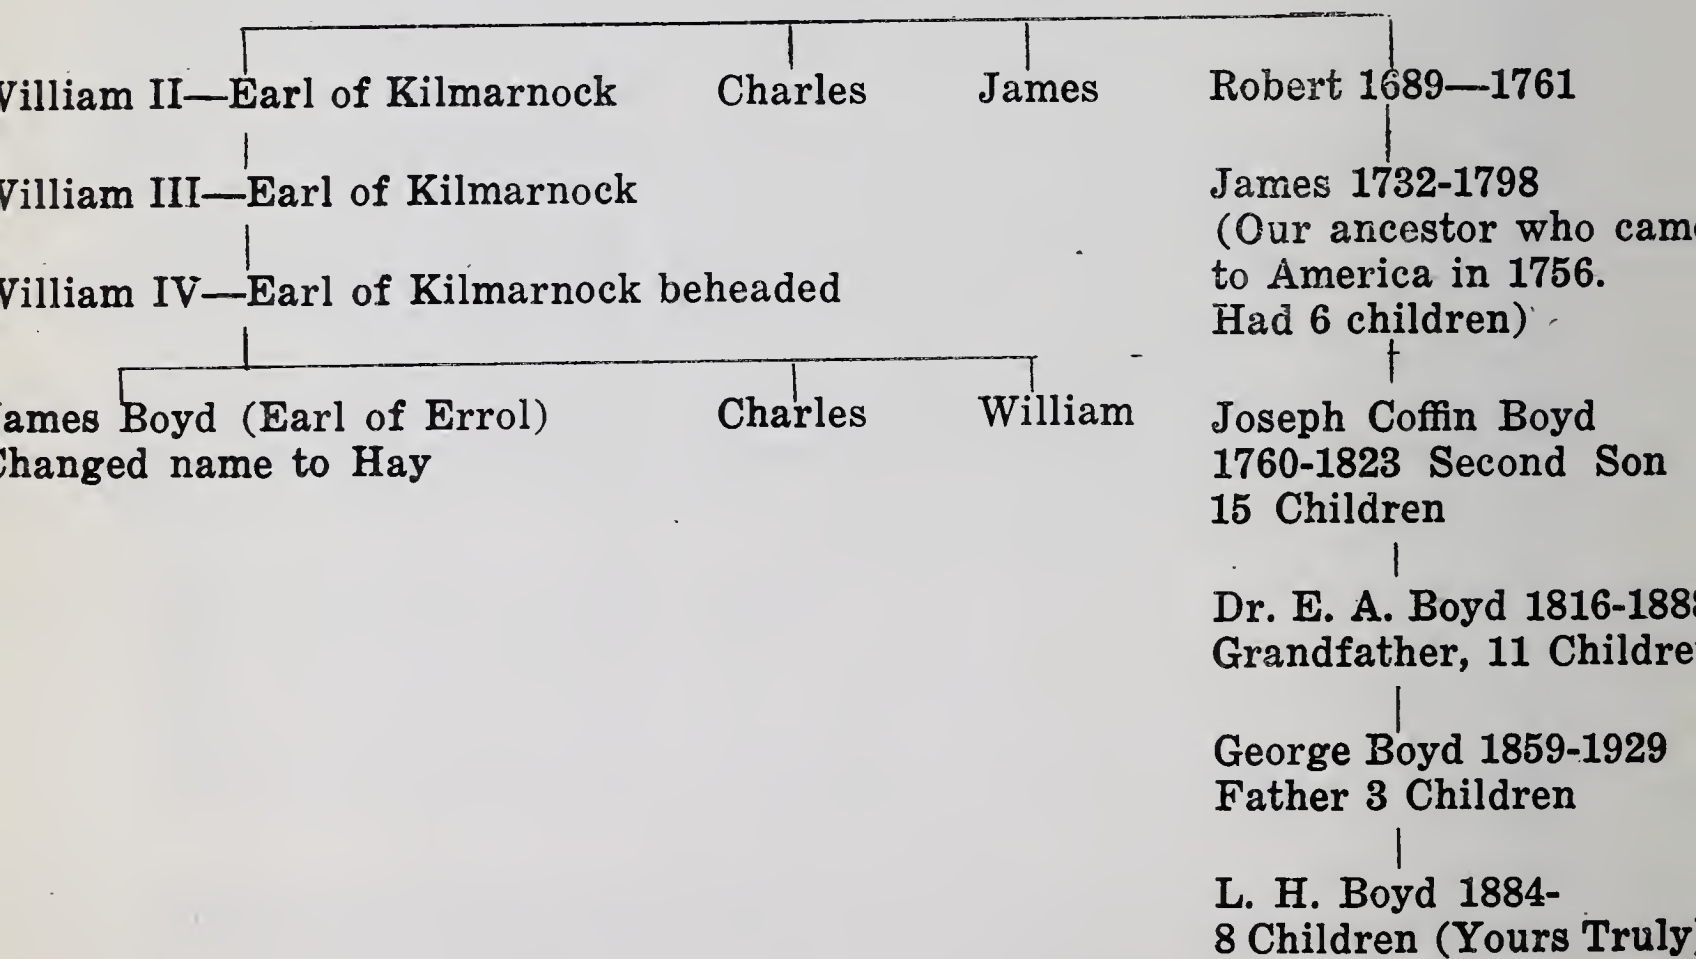 William II—Earl of Kilmarnock Charles James Robert 1689—1761
William III—Earl of Kilmarnock
James 1732-1798
(Our ancestor who came
to America in 1756.
Had 6 children)
William IV—Earl of Kilmarnock beheaded
James Boyd (Earl of Errol) Charles William
Changed name to Hay
Joseph Coffin Boyd
1760-1823 Second Son
15 Children
Dr. E. A. Boyd 1816-1888
Grandfather, 11 Children
George Boyd 1859-1929
Father 3 Children
L. H. Boyd 1884-
8 Children (Yours Truly)